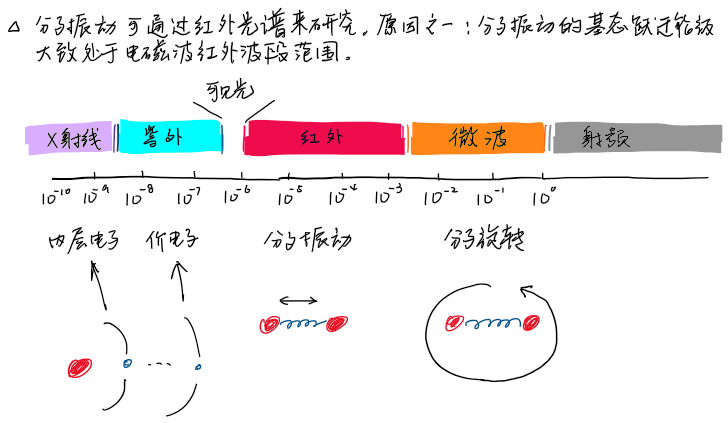 △ 分子振动可通过红外光谱来研究。原因之一：分子振动的基态跃迁能级
大致处于电磁波红外波段范围。
可见光
X射线 紫外 红外 微波 射频
10⁻¹⁰ 10⁻⁹ 10⁻⁸ 10⁻⁷ 10⁻⁶ 10⁻⁵ 10⁻⁴ 10⁻³ 10⁻² 10⁻¹ 10⁰
内层电子 价电子 分子振动 分子旋转
...